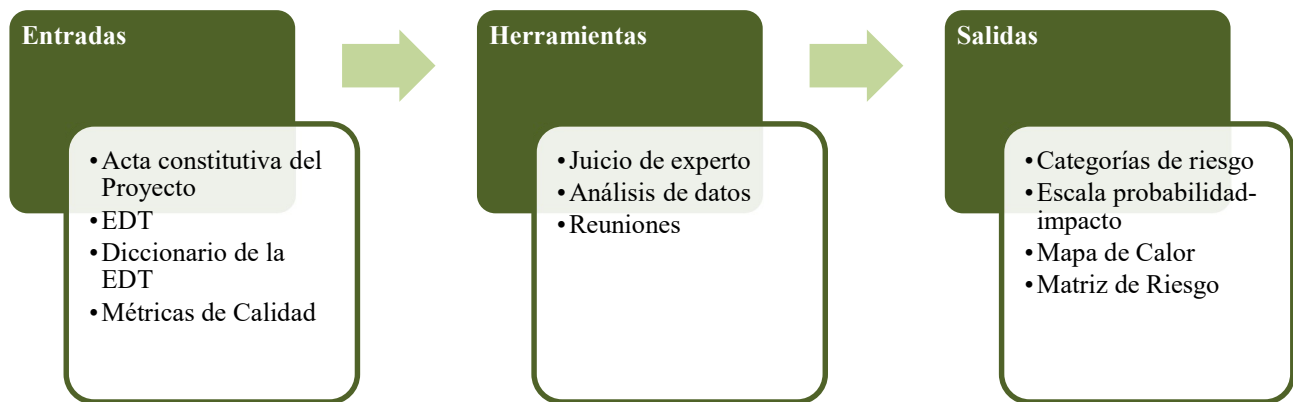 Entradas
• Acta constitutiva del
Proyecto
• EDT
• Diccionario de la
EDT
• Métricas de Calidad
Herramientas
• Juicio de experto
• Análisis de datos
• Reuniones
Salidas
• Categorías de riesgo
• Escala probabilidad-
impacto
• Mapa de Calor
• Matriz de Riesgo